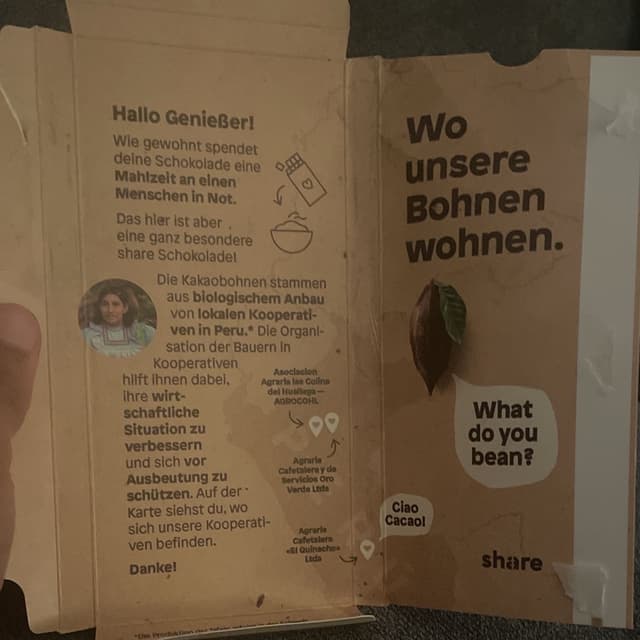 Hallo Genießer!
Wie gewohnt spendet
deine Schokolade eine
Mahlzeit an einen
Menschen in Not.
Das hier ist aber
eine ganz besondere
share Schokolade!
Die Kakaobohnen stammen
aus biologischem Anbau
von lokalen Kooperati-
ven in Peru.* Die Organi-
sation der Bauern in
Kooperativen
hilft ihnen dabei,
ihre wirt-
schaftliche
Situation zu
verbessern
und sich vor
Ausbeutung zu
schützen. Auf der
Karte siehst du, wo
sich unsere Kooperati-
ven befinden.
Danke!
Asociacion
Agraria las Colina
del Huallaga —
AGROCOHL
Agraria
Cafetalera y de
Servicios Oro
Verde Ltda
Agraria
Cafetalera
«El Quinacho»
Ltda
Wo
unsere
Bohnen
wohnen.
What
do you
bean?
Ciao
Cacao!
share